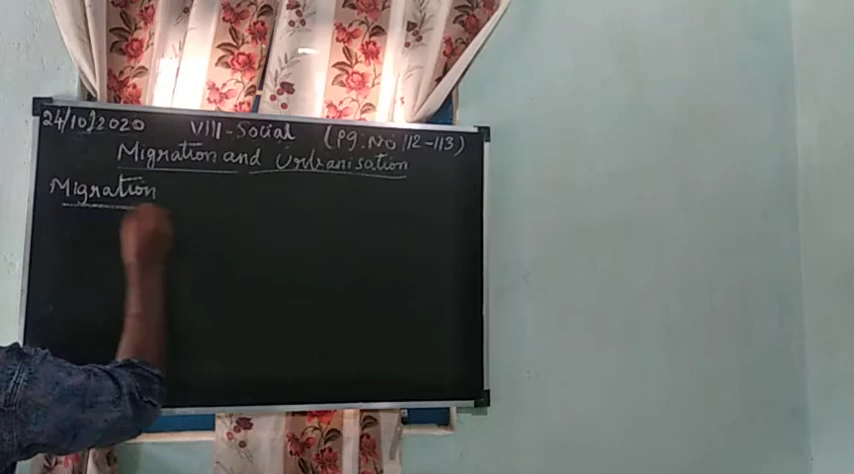 24/10/2020 VIII-Social (Pg.No 112-113)
Migration and Urbanisation
Migration